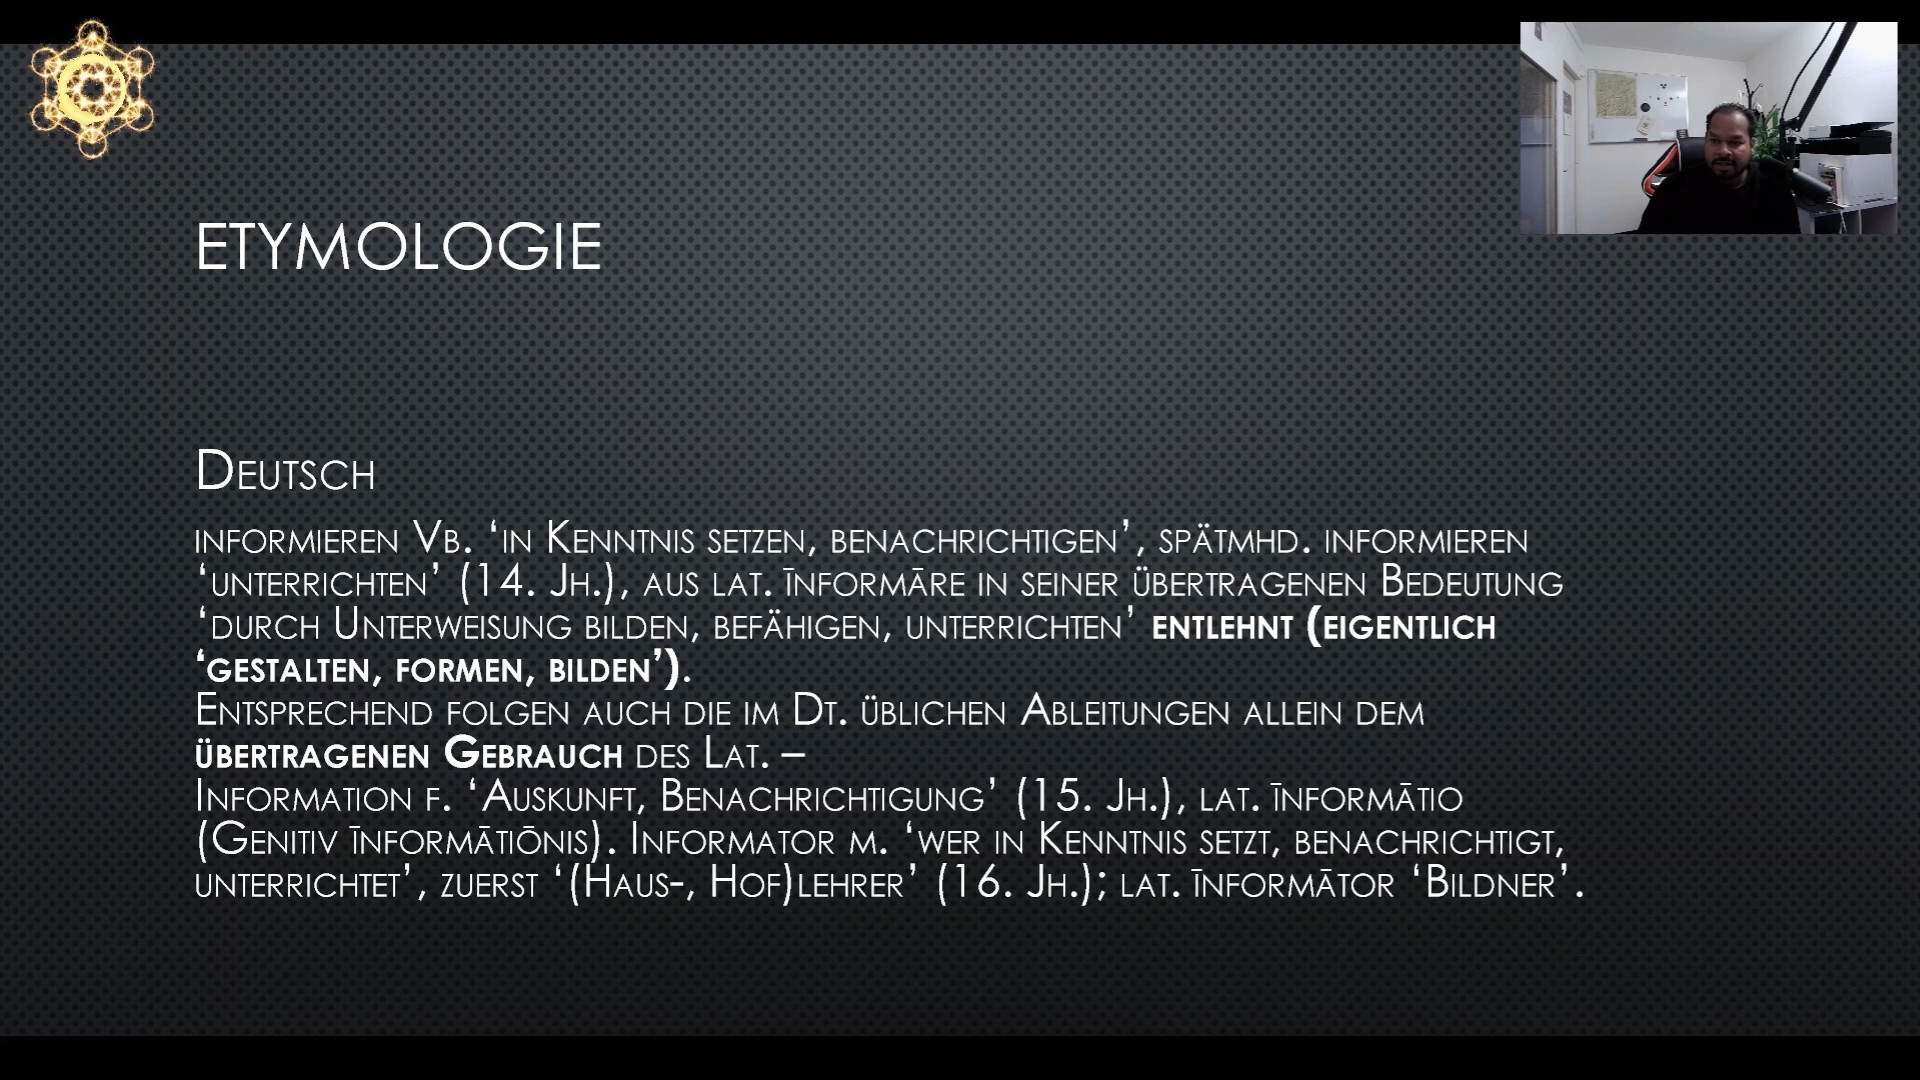 ETYMOLOGIE
Deutsch
informieren Vb. ‘in Kenntnis setzen, benachrichtigen’, spätmhd. informieren
‘unterrichten’ (14. Jh.), aus lat. īnformāre in seiner übertragenen Bedeutung
‘durch Unterweisung bilden, befähigen, unterrichten’ entlehnt (eigentlich
‘gestalten, formen, bilden’).
Entsprechend folgen auch die im Dt. üblichen Ableitungen allein dem
übertragenen Gebrauch des Lat. –
Information f. ‘Auskunft, Benachrichtigung’ (15. Jh.), lat. īnformātio
(Genitiv īnformātiōnis). Informator m. ‘wer in Kenntnis setzt, benachrichtigt,
unterrichtet’, zuerst ‘(Haus-, Hof)lehrer’ (16. Jh.); lat. īnformātor ‘Bildner’.